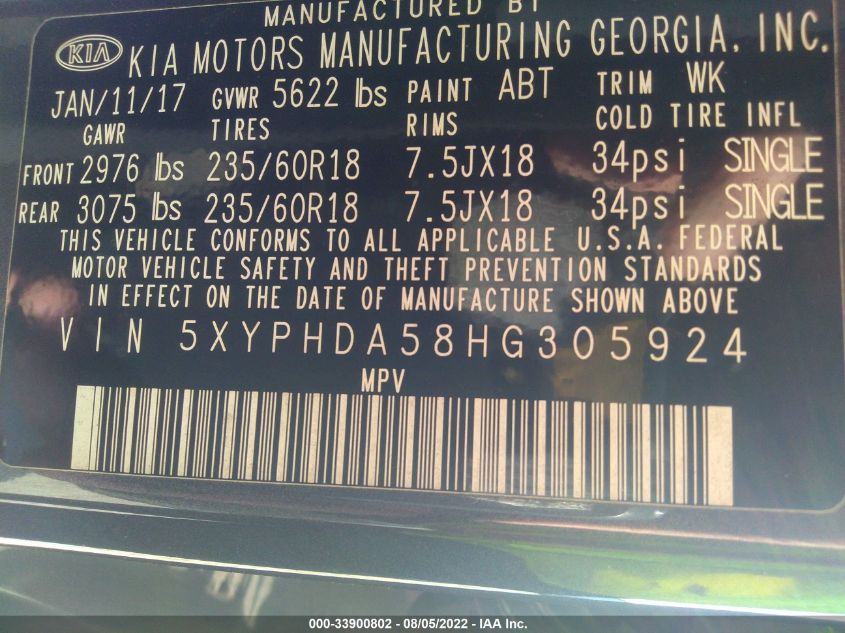 MANUFACTURED BY
KIA KIA MOTORS MANUFACTURING GEORGIA, INC.
JAN/11/17 GVWR 5622 lbs PAINT ABT TRIM WK
GAWR TIRES RIMS COLD TIRE INFL
FRONT 2976 lbs 235/60R18 7.5JX18 34psi SINGLE
REAR 3075 lbs 235/60R18 7.5JX18 34psi SINGLE
THIS VEHICLE CONFORMS TO ALL APPLICABLE U.S.A. FEDERAL
MOTOR VEHICLE SAFETY AND THEFT PREVENTION STANDARDS
IN EFFECT ON THE DATE OF MANUFACTURE SHOWN ABOVE
VIN 5XYPHDA58HG305924
MPV
000-33900802 - 08/05/2022 - IAA Inc.